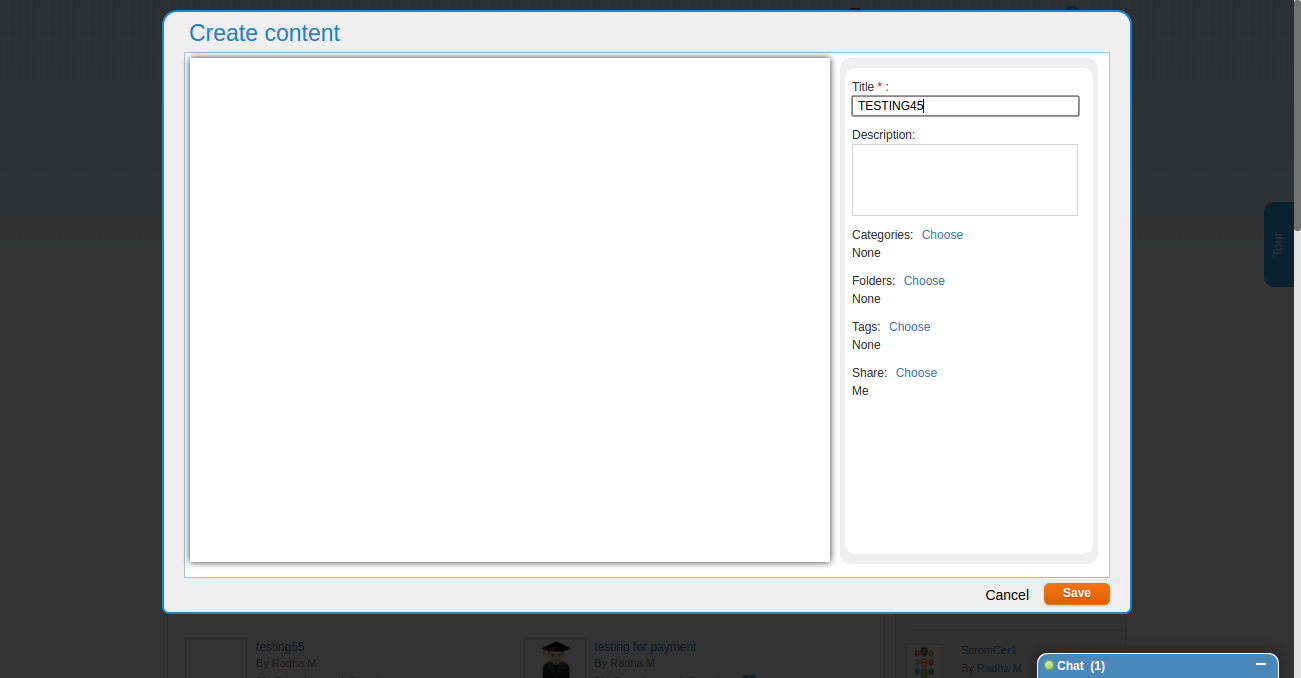 Create content
Title * :
TESTING45
Description:
Categories: Choose
None
Folders: Choose
None
Tags: Choose
None
Share: Choose
Me
Cancel
Save
Tour
testing55
By Radha M
testing for payment
By Radha M
ScromCer1
By Radha M
Chat (1)